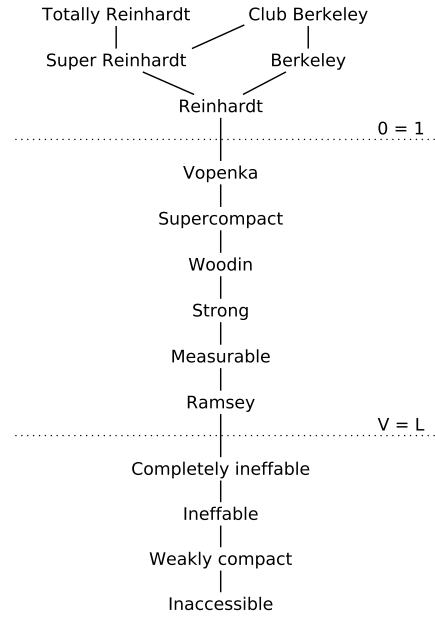 Totally Reinhardt Club Berkeley
Super Reinhardt Berkeley
Reinhardt
0 = 1
Vopenka
Supercompact
Woodin
Strong
Measurable
Ramsey
V = L
Completely ineffable
Ineffable
Weakly compact
Inaccessible